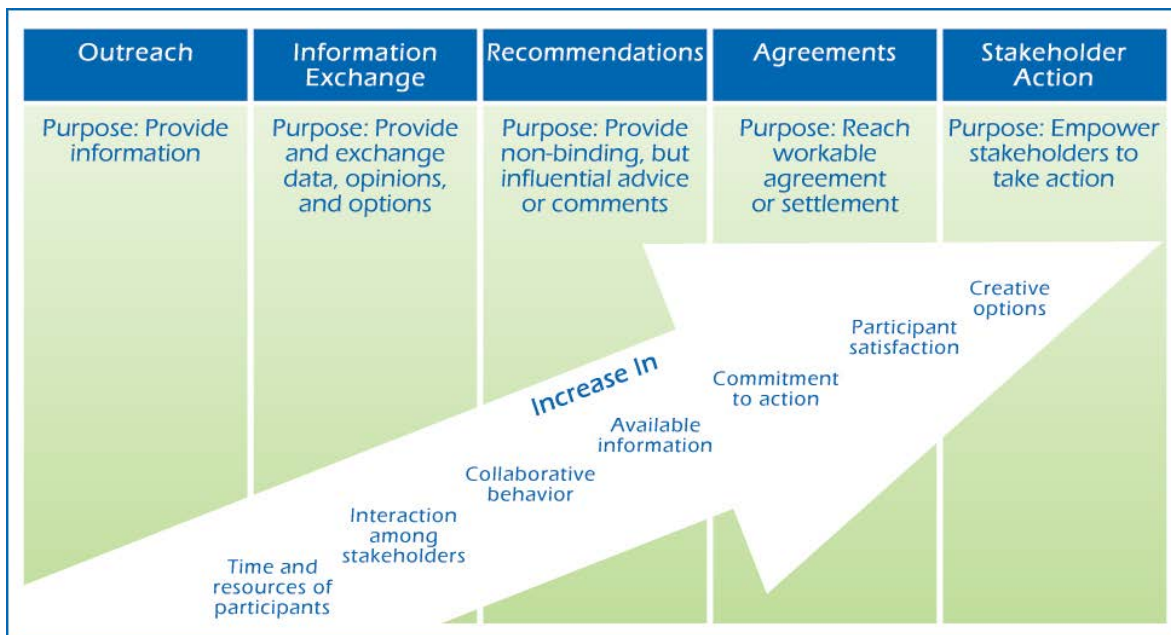 Outreach
Information
Exchange
Recommendations
Agreements
Stakeholder
Action
Purpose: Provide
information
Purpose: Provide
and exchange
data, opinions,
and options
Purpose: Provide
non-binding, but
influential advice
or comments
Purpose: Reach
workable
agreement
or settlement
Purpose: Empower
stakeholders to
take action
Increase In
Time and
resources of
participants
Interaction
among
stakeholders
Collaborative
behavior
Available
information
Commitment
to action
Participant
satisfaction
Creative
options